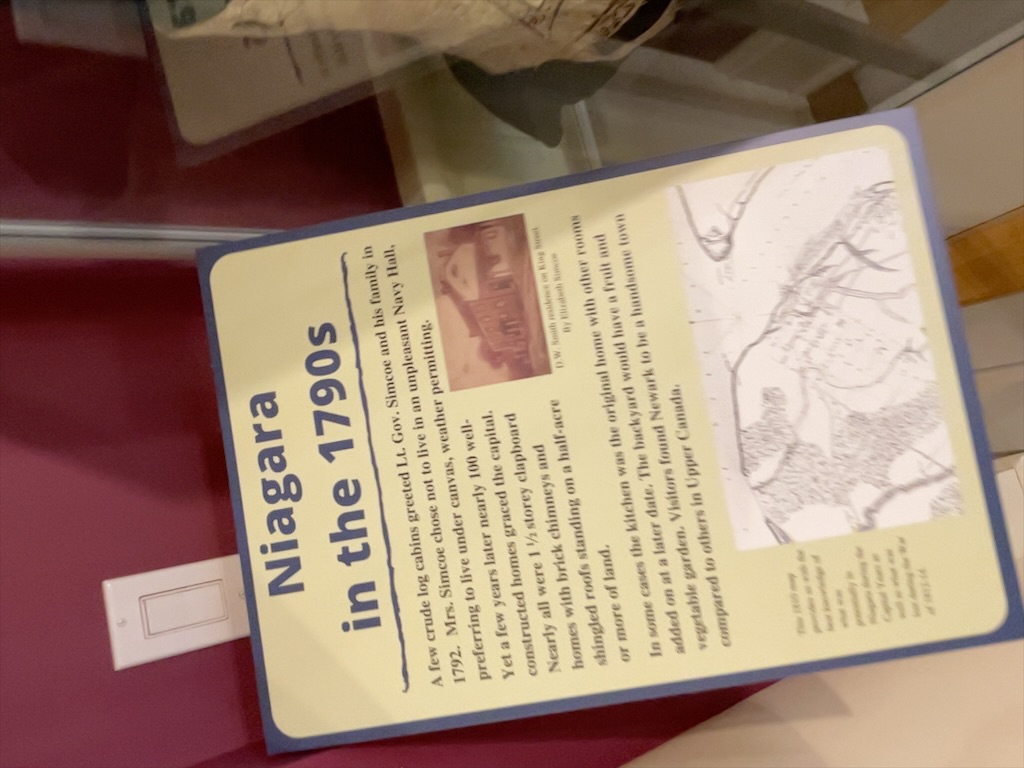 Niagara
in the 1790s
A few crude log cabins greeted Lt. Gov. Simcoe and his family in
1792. Mrs. Simcoe chose not to live in an unpleasant Navy Hall,
preferring to live under canvas, weather permitting.
Yet a few years later nearly 100 well-
constructed homes graced the capital.
Nearly all were 1 ½ storey clapboard
homes with brick chimneys and
shingled roofs standing on a half-acre
or more of land.
D.W. Smith residence on King Street
By Elizabeth Simcoe
In some cases the kitchen was the original home with other rooms
added on at a later date. The backyard would have a fruit and
vegetable garden. Visitors found Newark to be a handsome town
compared to others in Upper Canada.
This 1810 map
provides us with the
best knowledge of
what was
possibly in
Niagara during the
Capital Years as
well as what was
lost during the War
of 1812-14.